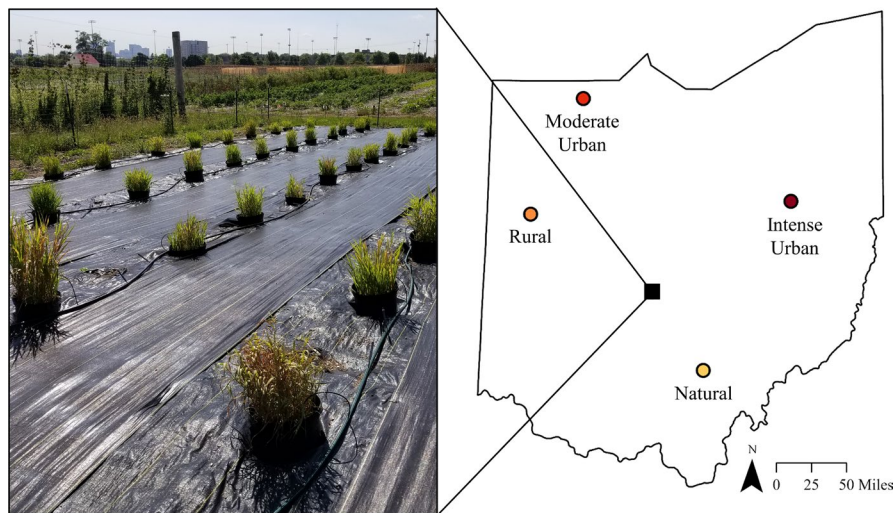 Moderate
Urban
Rural
Intense
Urban
Natural
N
0 25 50 Miles